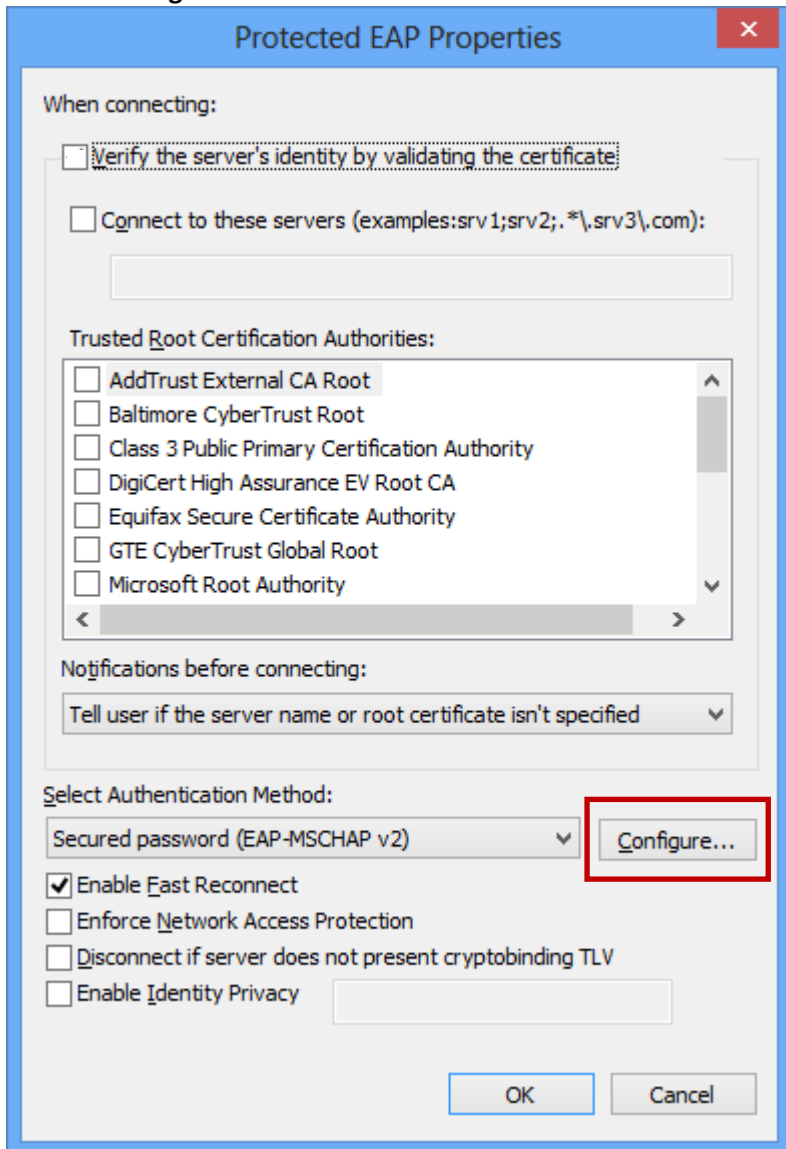 Protected EAP Properties
When connecting:
Verify the server's identity by validating the certificate
Connect to these servers (examples:srv1;srv2;.*\.srv3\.com):
Trusted Root Certification Authorities:
AddTrust External CA Root
Baltimore CyberTrust Root
Class 3 Public Primary Certification Authority
DigiCert High Assurance EV Root CA
Equifax Secure Certificate Authority
GTE CyberTrust Global Root
Microsoft Root Authority
Notifications before connecting:
Tell user if the server name or root certificate isn't specified
Select Authentication Method:
Secured password (EAP-MSCHAP v2)
Configure...
Enable Fast Reconnect
Enforce Network Access Protection
Disconnect if server does not present cryptobinding TLV
Enable Identity Privacy
OK Cancel